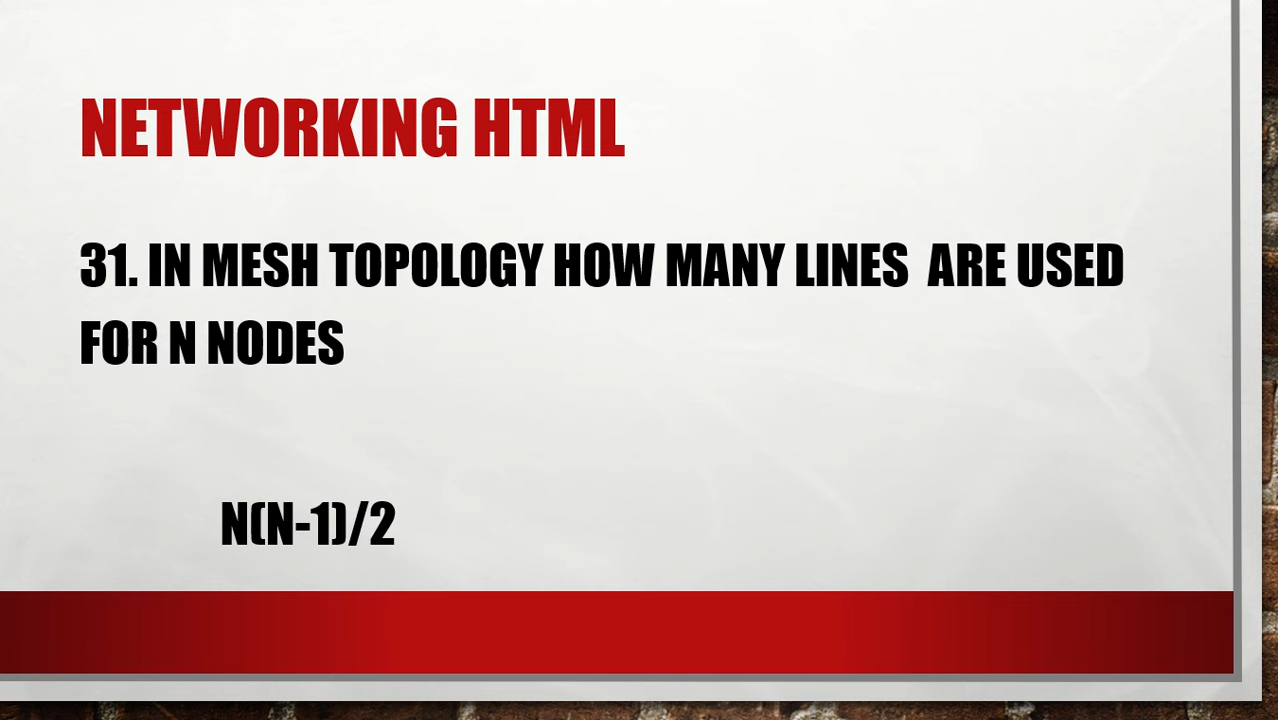 NETWORKING HTML
31. IN MESH TOPOLOGY HOW MANY LINES  ARE USED
FOR N NODES
N(N-1)/2